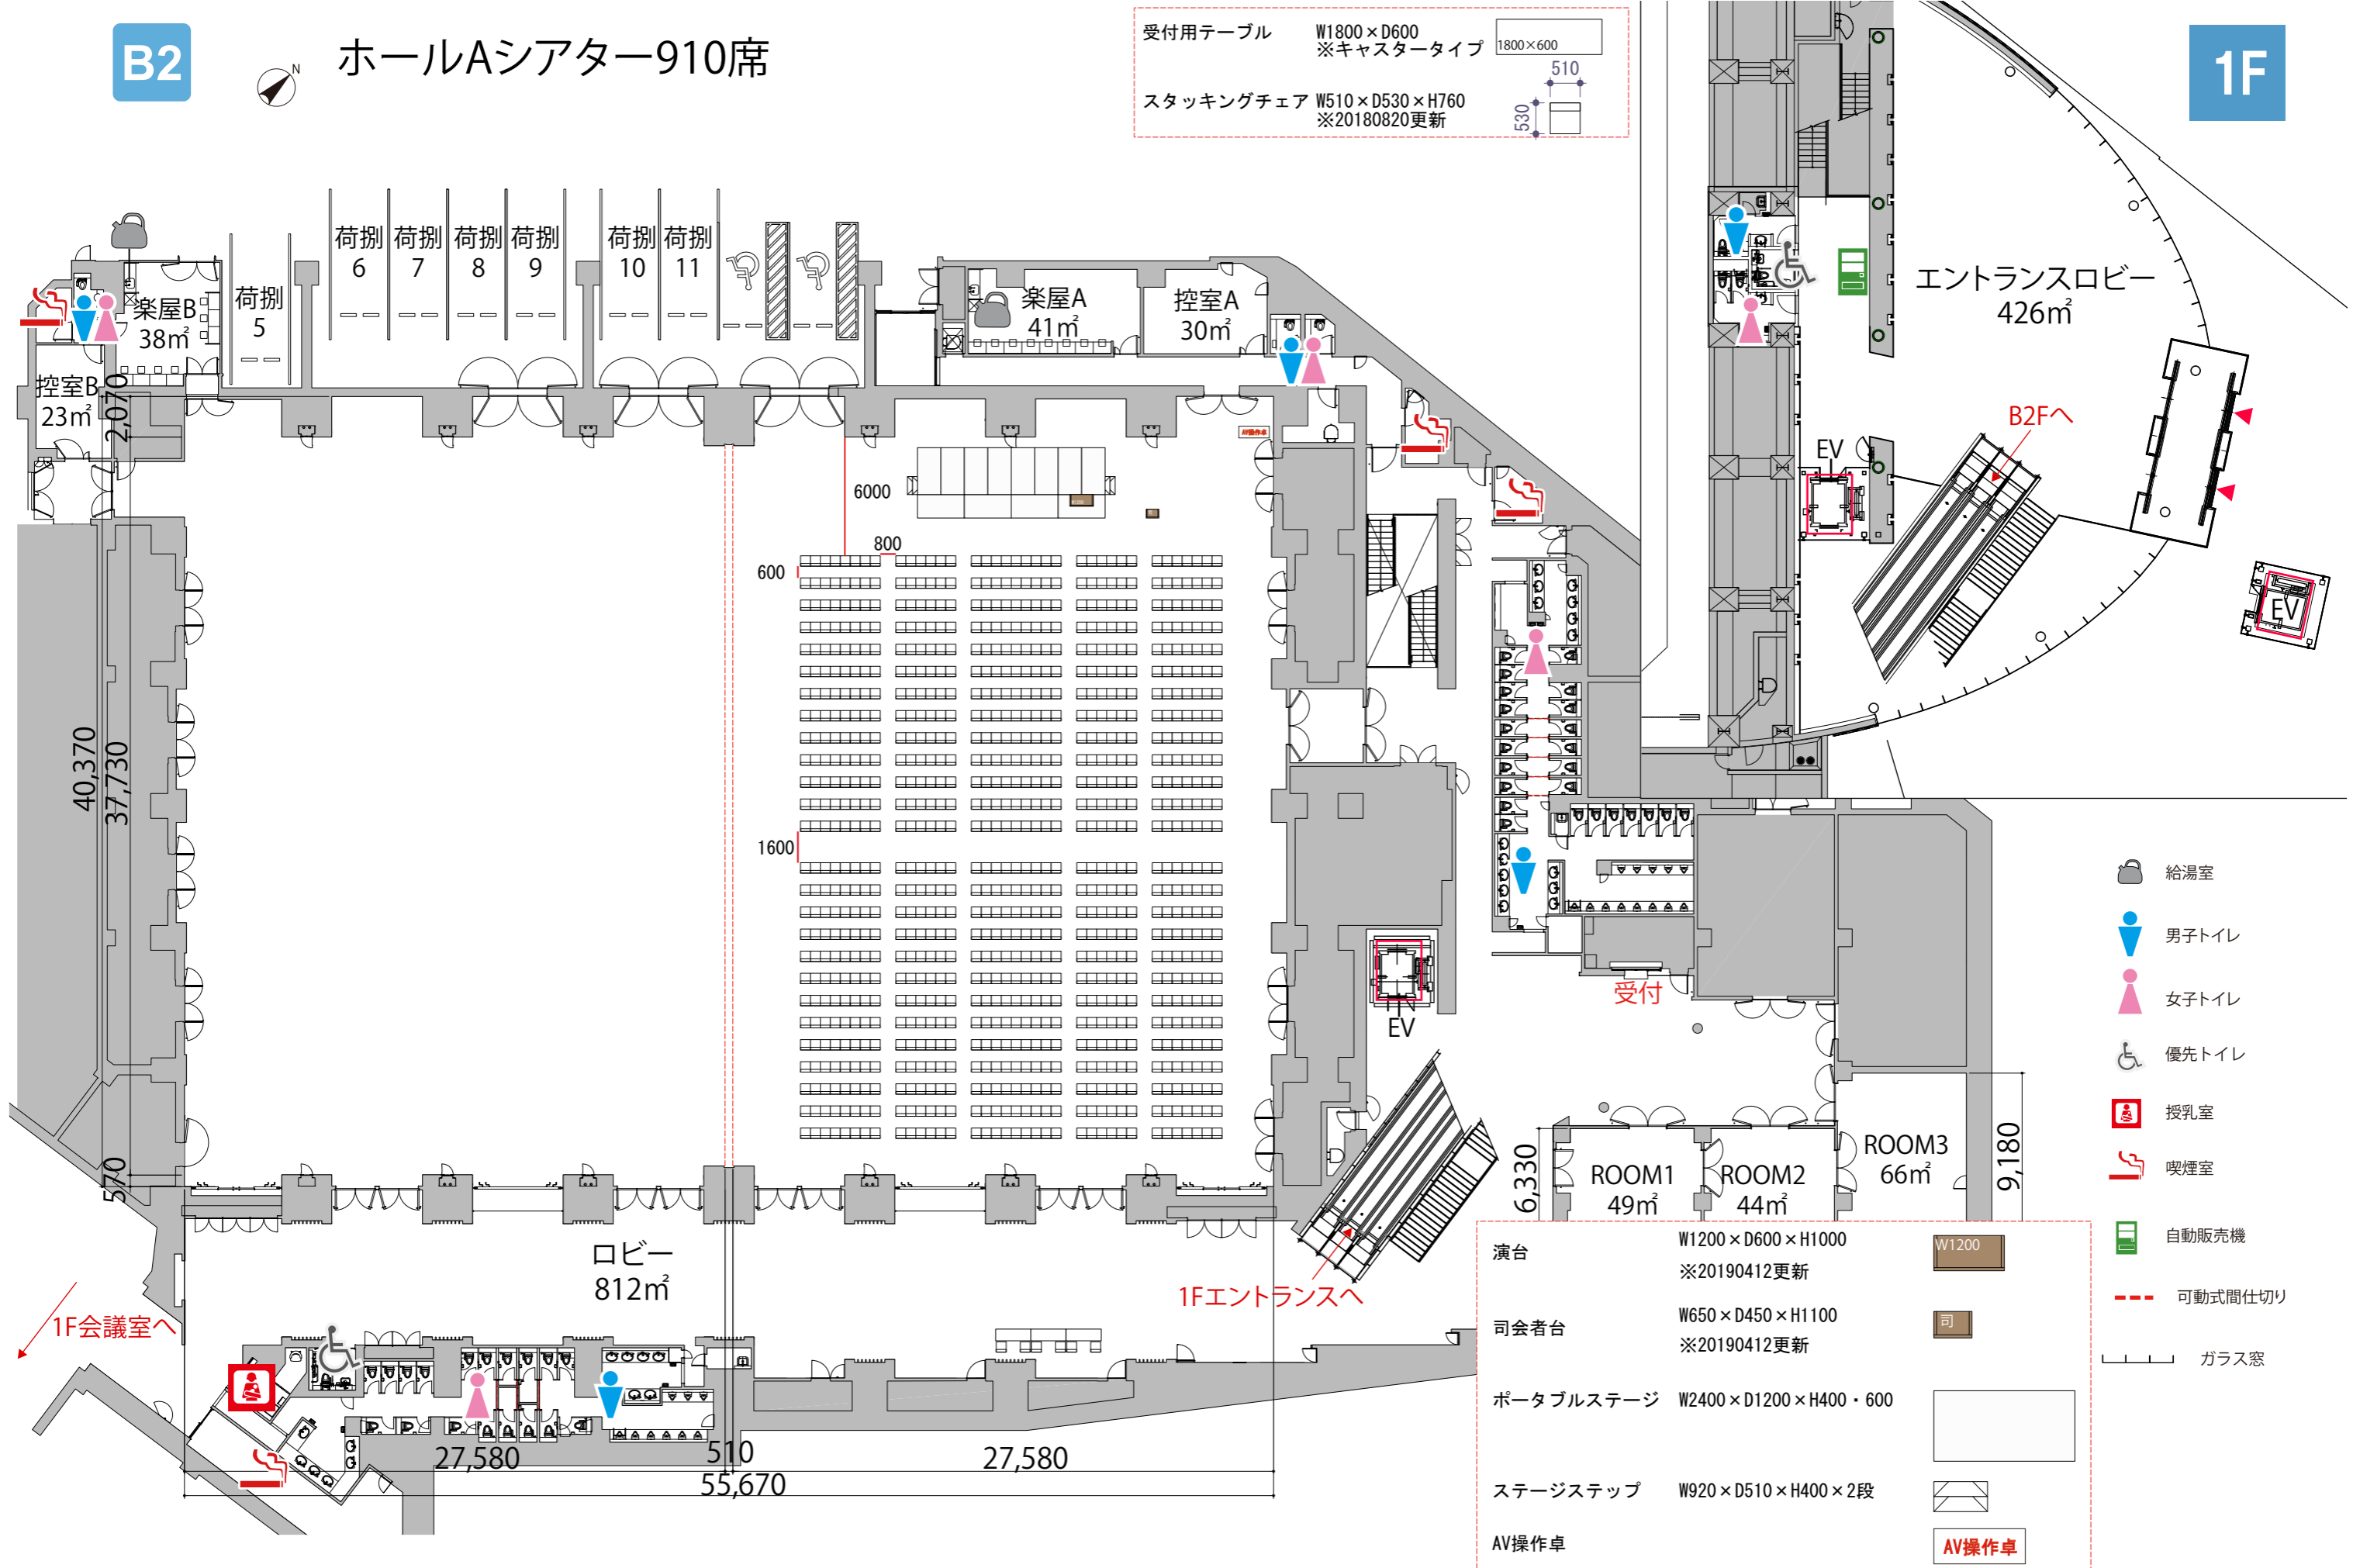 B2
N
ホールAシアター910席
受付用テーブル W1800×D600
※キャスタータイプ
1800×600
510
スタッキングチェア W510×D530×H760
※20180820更新
530
1F
荷捌
5
荷捌
6
荷捌
7
荷捌
8
荷捌
9
荷捌
10
荷捌
11
楽屋B
38㎡
控室B
23㎡
楽屋A
41㎡
控室A
30㎡
エントランスロビー
426㎡
B2Fへ
EV
EV
AV操作卓
6000
800
600
1600
2,070
40,370
37,730
570
EV
受付
ROOM1
49㎡
ROOM2
44㎡
ROOM3
66㎡
6,330
9,180
ロビー
812㎡
1Fエントランスへ
1F会議室へ
27,580
510
27,580
55,670
給湯室
男子トイレ
女子トイレ
優先トイレ
授乳室
喫煙室
自動販売機
可動式間仕切り
ガラス窓
演台 W1200×D600×H1000
※20190412更新
W1200
司会者台 W650×D450×H1100
※20190412更新
司
ポータブルステージ W2400×D1200×H400・600
ステージステップ W920×D510×H400×2段
AV操作卓
AV操作卓